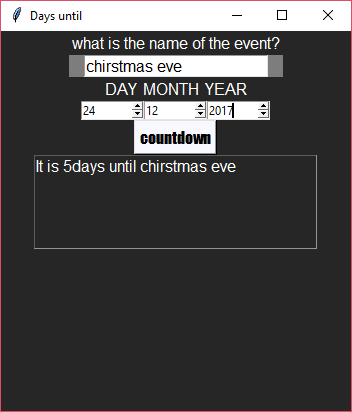 Days until
what is the name of the event?
chirstmas eve
DAY MONTH YEAR
24 12 2017
countdown
It is 5days until chirstmas eve